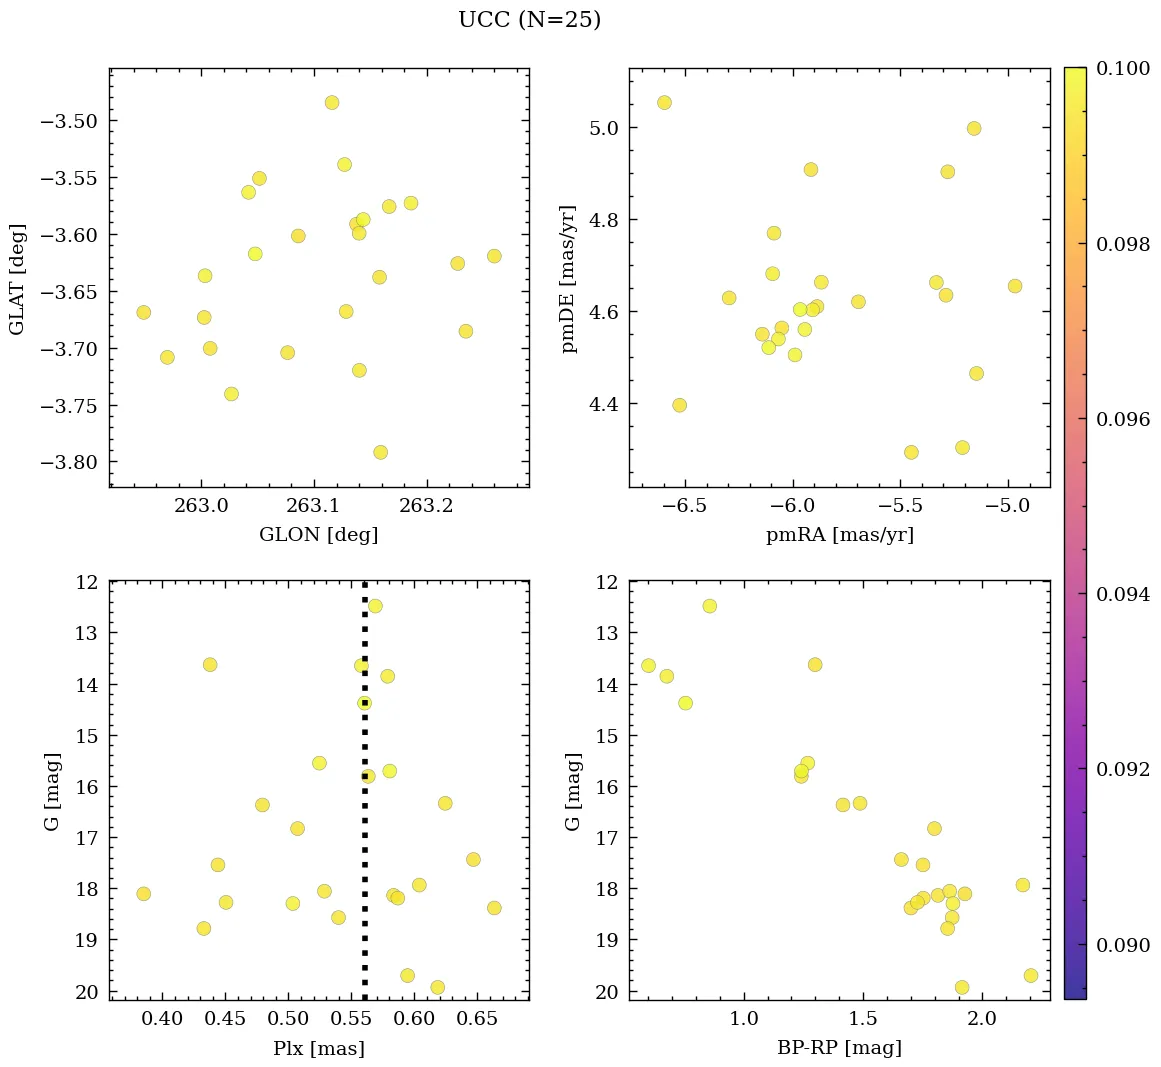 UCC (N=25)
−3.50
−3.55
−3.60
−3.65
−3.70
−3.75
−3.80
GLAT [deg]
263.0 263.1 263.2
GLON [deg]
5.0
4.8
4.6
4.4
pmDE [mas/yr]
−6.5 −6.0 −5.5 −5.0
pmRA [mas/yr]
0.100
0.098
0.096
0.094
0.092
0.090
12
13
14
15
16
17
18
19
20
G [mag]
0.40 0.45 0.50 0.55 0.60 0.65
Plx [mas]
12
13
14
15
16
17
18
19
20
G [mag]
1.0 1.5 2.0
BP-RP [mag]